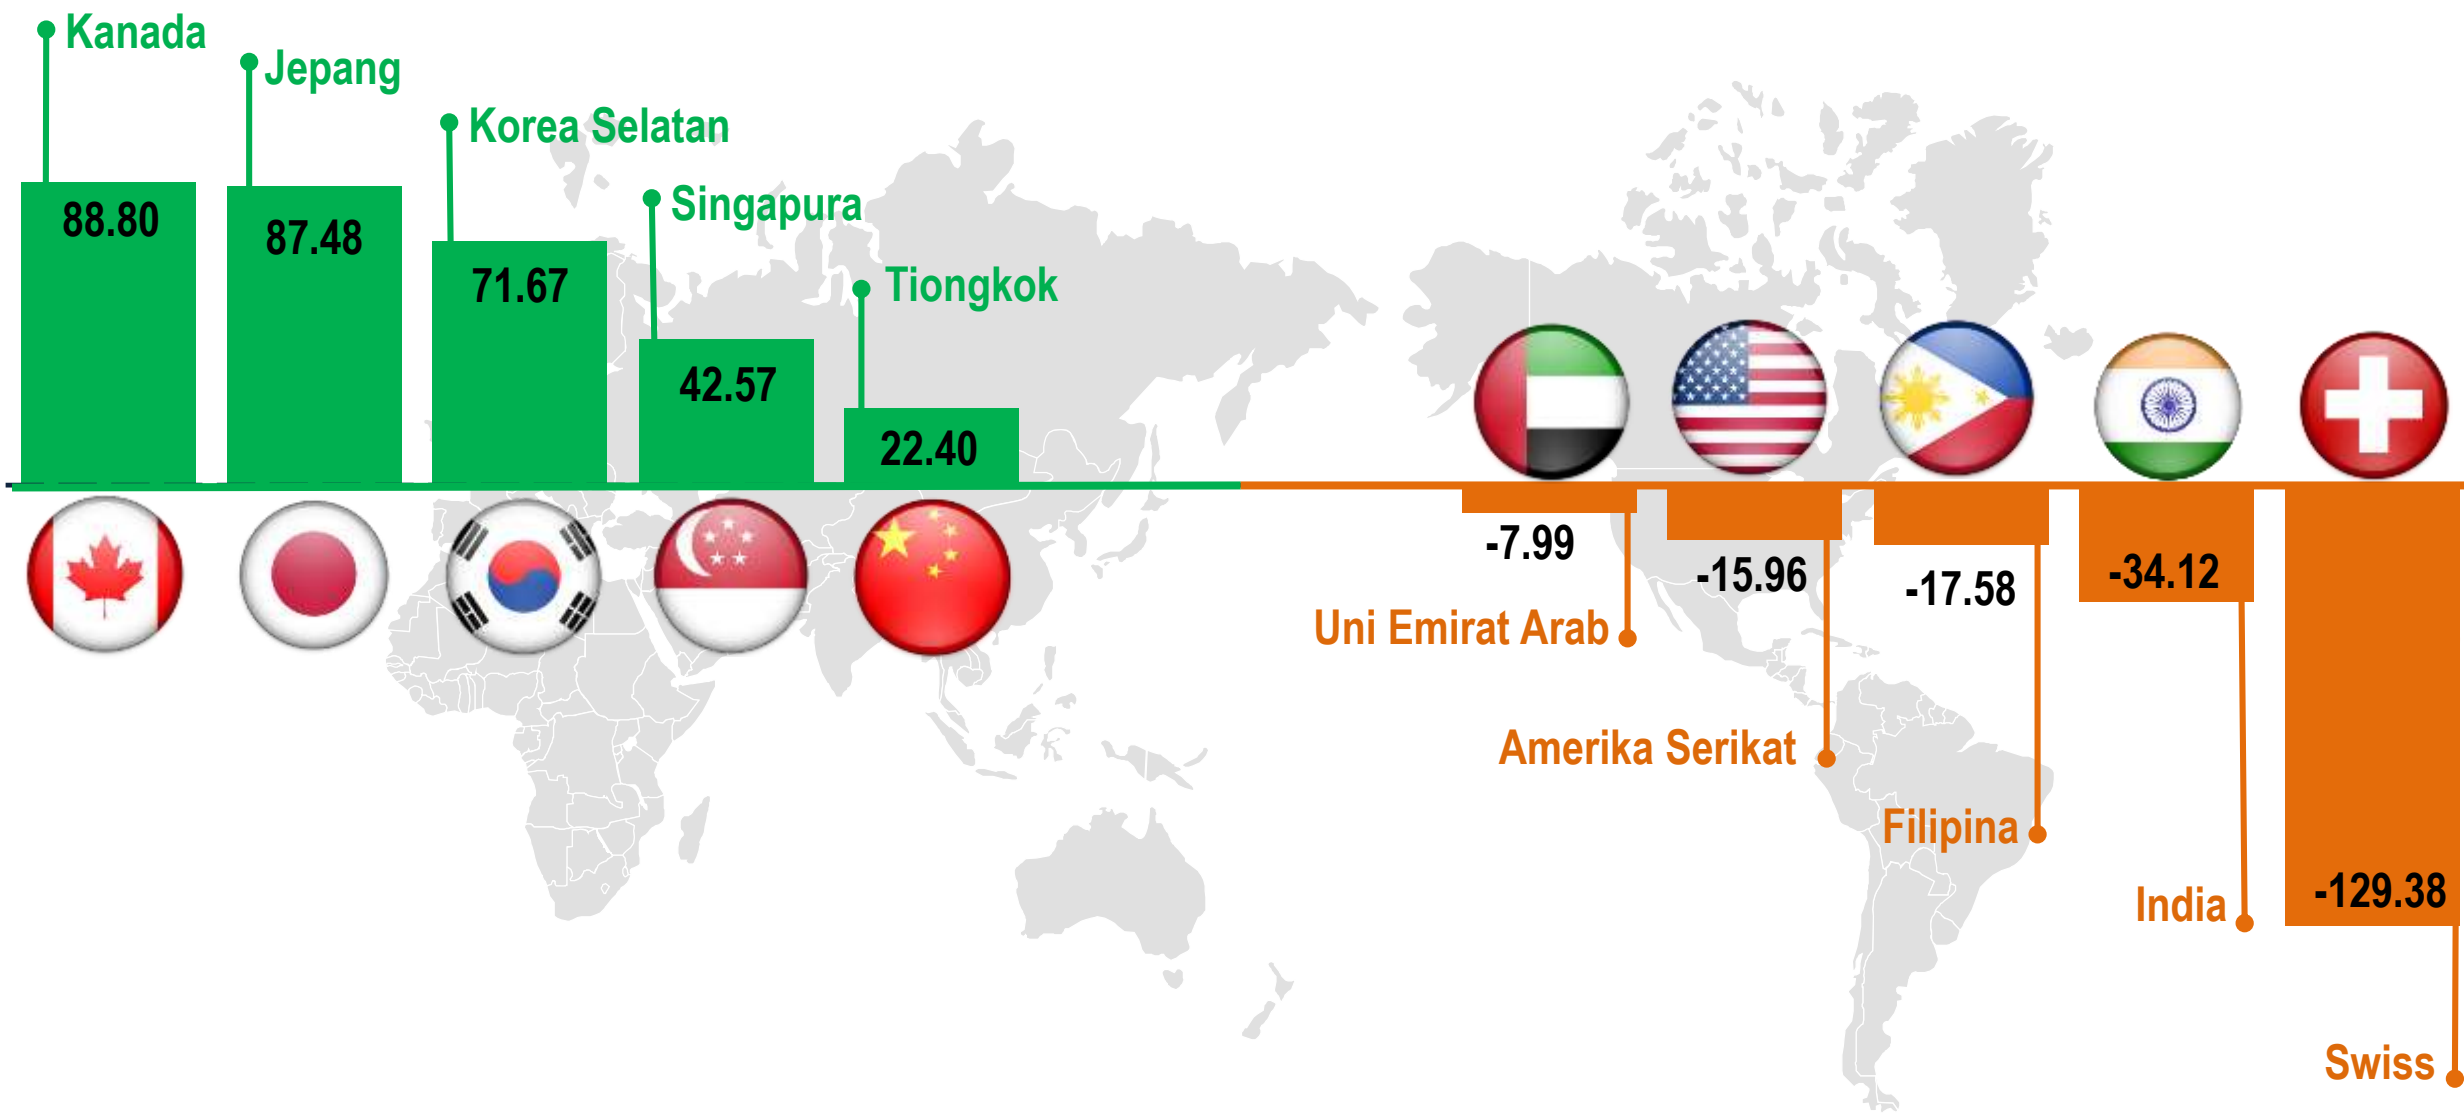 Kanada
Jepang
Korea Selatan
Singapura
Tiongkok
88.80
87.48
71.67
42.57
22.40
-7.99
-15.96
-17.58
-34.12
-129.38
Uni Emirat Arab
Amerika Serikat
Filipina
India
Swiss